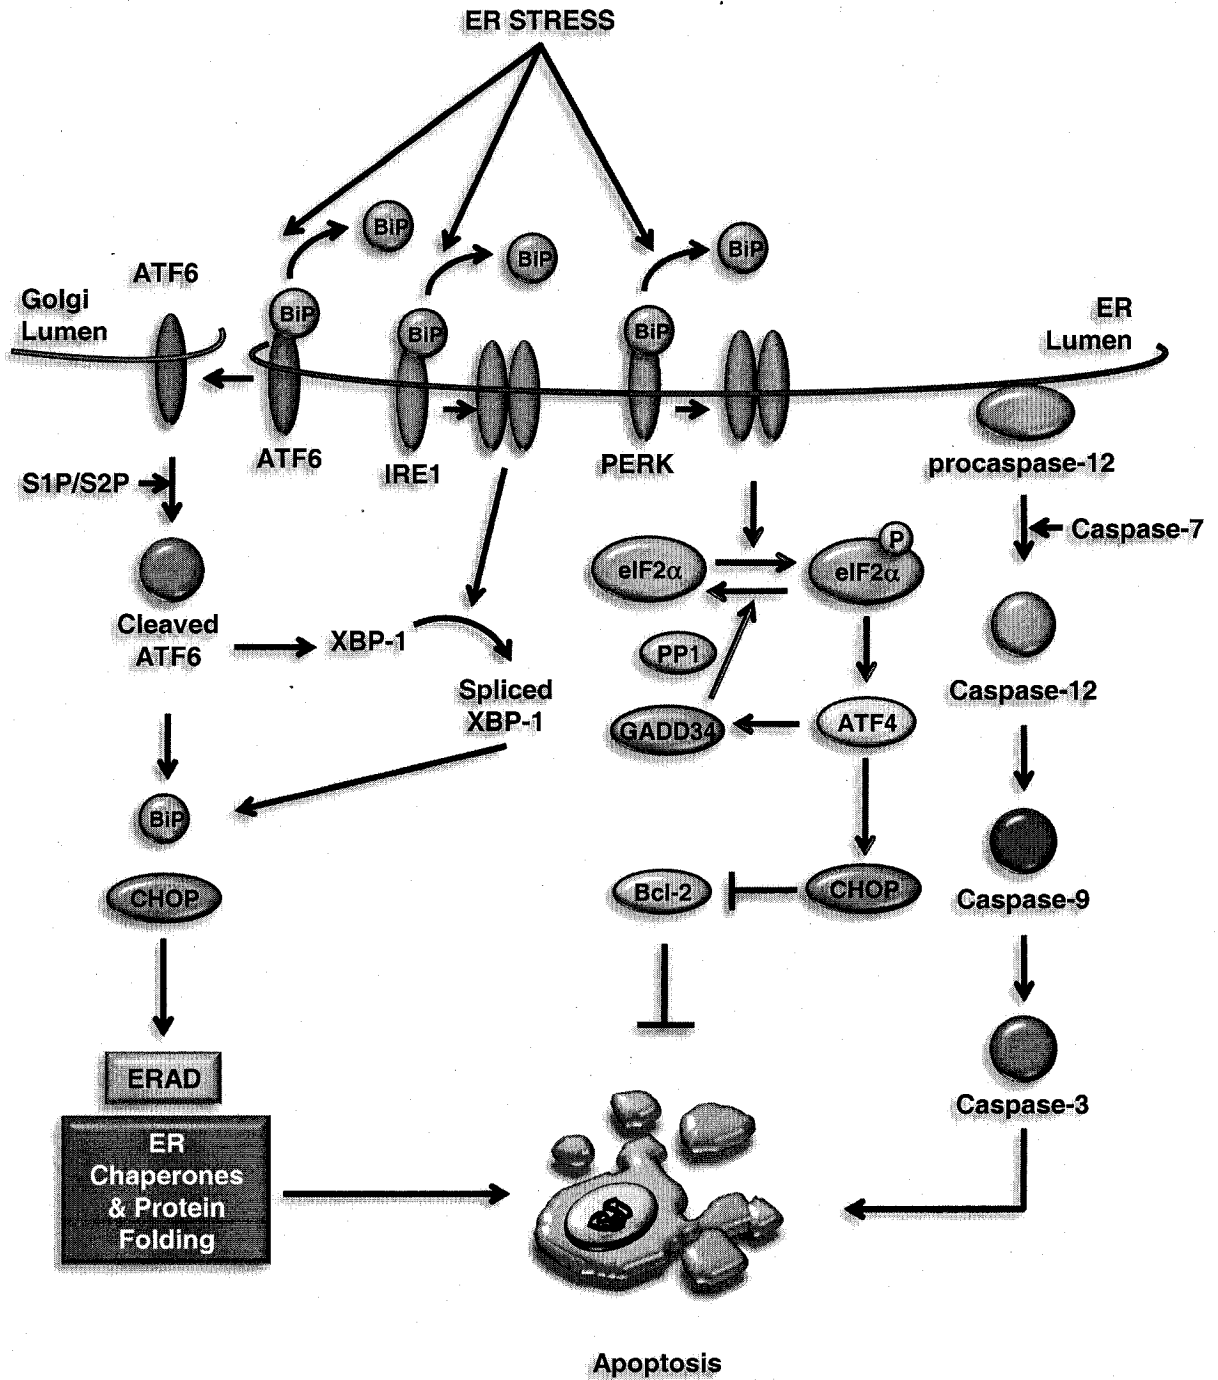 ER STRESS
BiP
BiP
BiP
ATF6
Golgi
Lumen
BiP
BiP
BiP
ER
Lumen
ATF6
IRE1
PERK
procaspase-12
S1P/S2P
Caspase-7
eIF2α
P
eIF2α
Cleaved
ATF6
XBP-1
PP1
Spliced
XBP-1
Caspase-12
GADD34
ATF4
BiP
CHOP
Bcl-2
CHOP
Caspase-9
ERAD
Caspase-3
ER
Chaperones
& Protein
Folding
Apoptosis